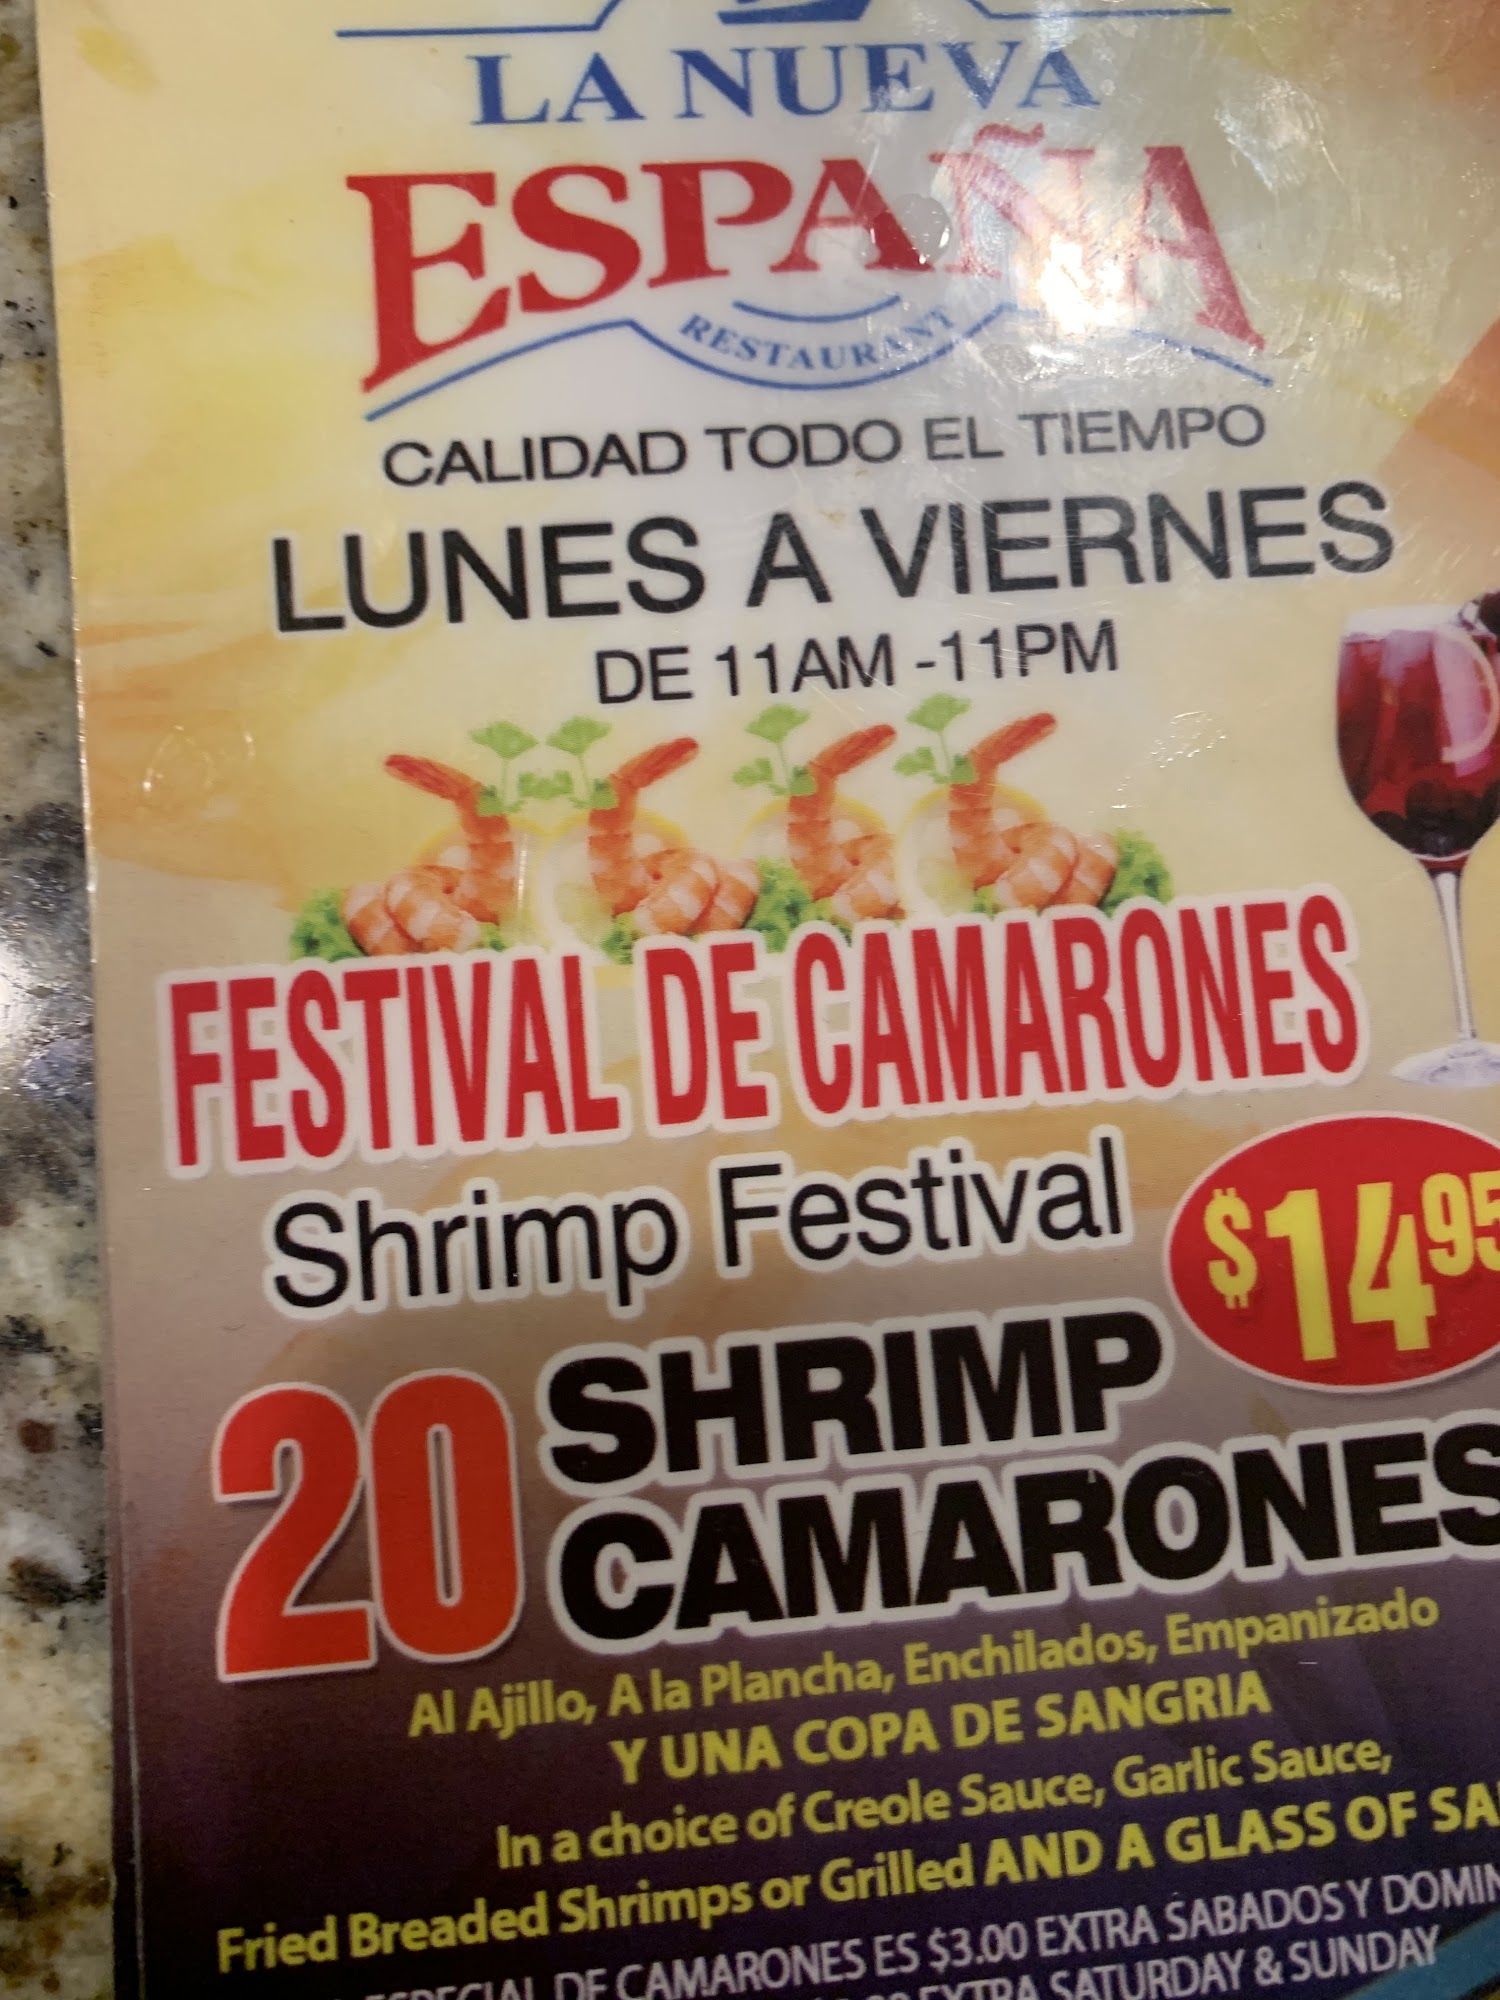 LA NUEVA
ESPAÑA
RESTAURANT
CALIDAD TODO EL TIEMPO
LUNES A VIERNES
DE 11AM -11PM
FESTIVAL DE CAMARONES
Shrimp Festival
$14.95
20 SHRIMP
CAMARONES
Al Ajillo, A la Plancha, Enchilados, Empanizado
Y UNA COPA DE SANGRIA
In a choice of Creole Sauce, Garlic Sauce,
Fried Breaded Shrimps or Grilled AND A GLASS OF
DE CAMARONES ES $3.00 EXTRA SABADOS Y
EXTRA SATURDAY & SUNDAY